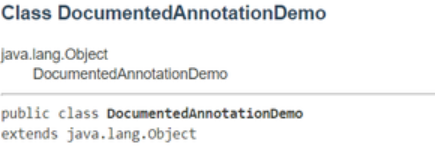 Class DocumentedAnnotationDemo
java.lang.Object
DocumentedAnnotationDemo
public class DocumentedAnnotationDemo
extends java.lang.Object